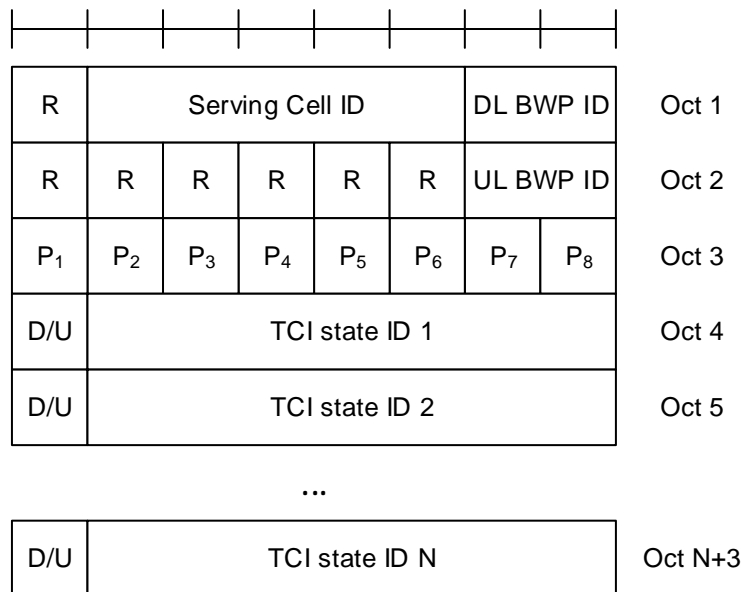 R Serving Cell ID DL BWP ID Oct 1
R R R R R R UL BWP ID Oct 2
P1 P2 P3 P4 P5 P6 P7 P8 Oct 3
D/U TCI state ID 1 Oct 4
D/U TCI state ID 2 Oct 5
...
D/U TCI state ID N Oct N+3